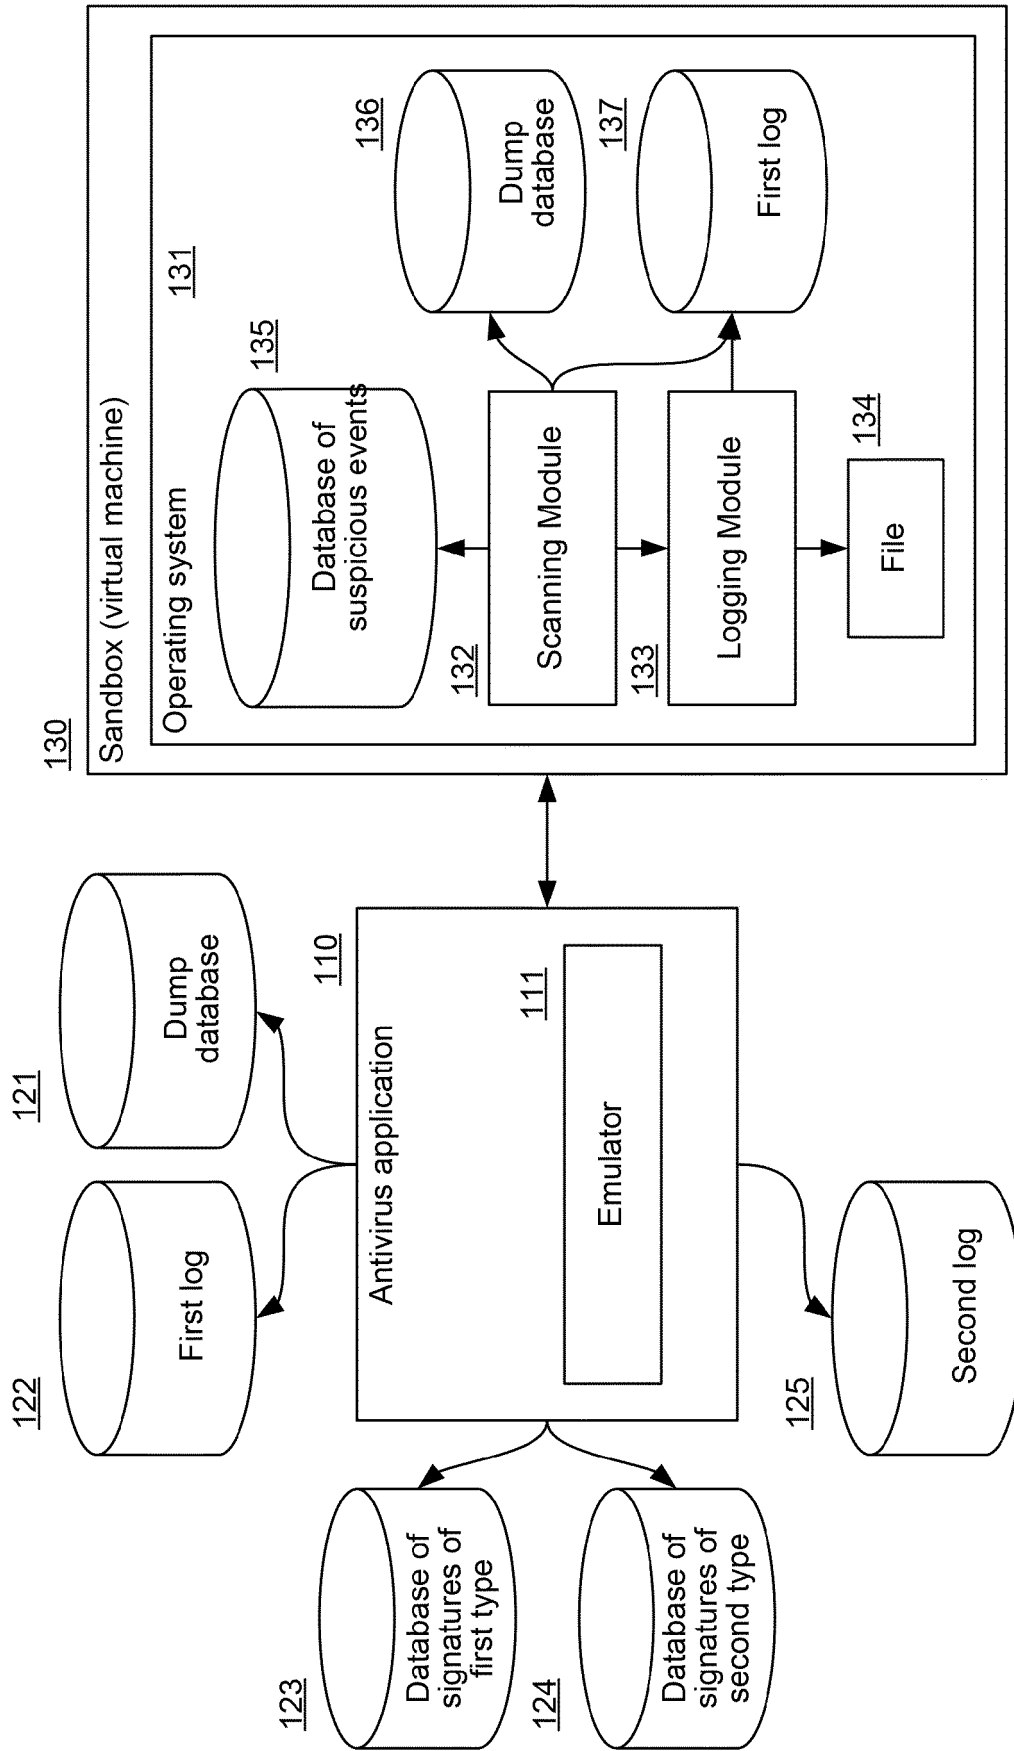 122
First log
121
Dump
database
123
Database of
signatures of
first type
124
Database of
signatures of
second type
110
Antivirus application
111
Emulator
125
Second log
130
Sandbox (virtual machine)
Operating system
131
135
Database of
suspicious events
132
Scanning Module
133
Logging Module
134
File
136
Dump
database
137
First log